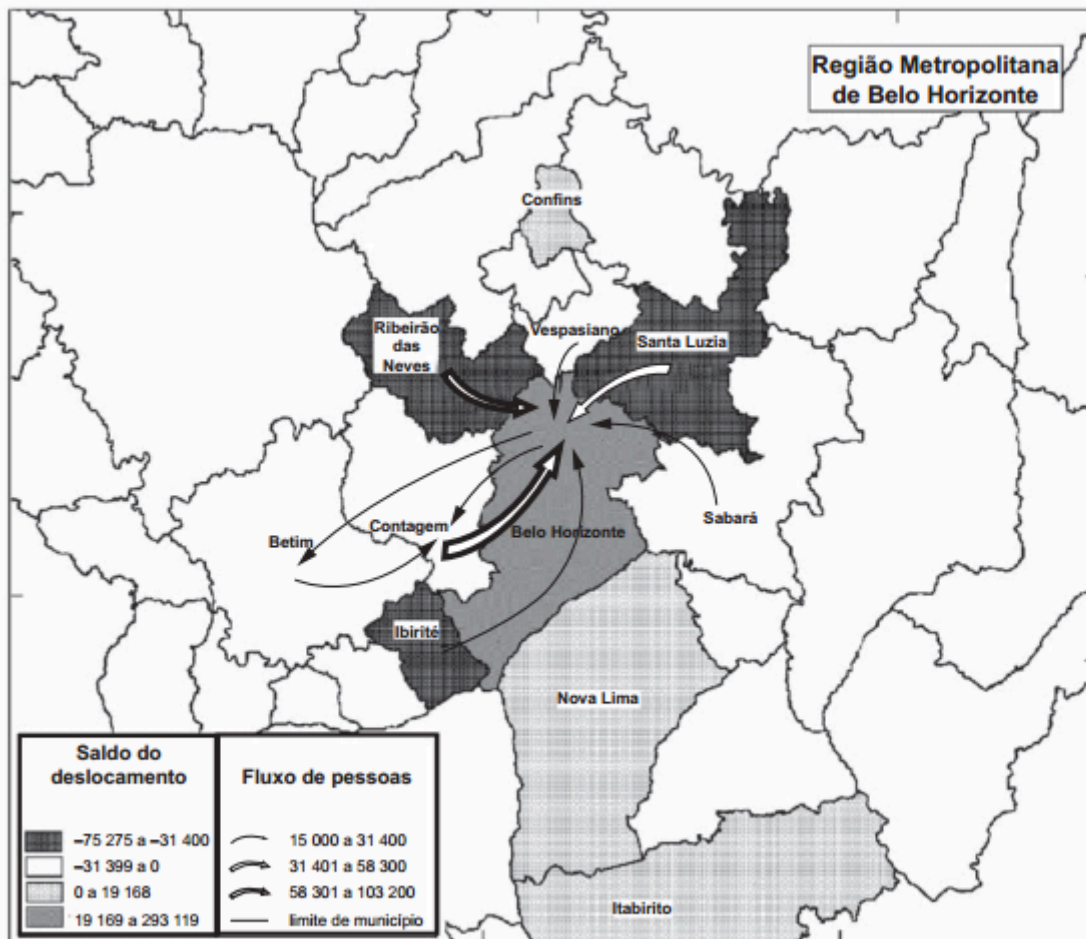 Região Metropolitana
de Belo Horizonte
Confins
Ribeirão
das
Neves
Vespasiano
Santa Luzia
Contagem
Betim
Belo Horizonte
Sabará
Ibirité
Nova Lima
Itabirito
Saldo do
deslocamento
–75 275 a –31 400
–31 399 a 0
0 a 19 168
19 169 a 293 119
Fluxo de pessoas
15 000 a 31 400
31 401 a 58 300
58 301 a 103 200
limite de município